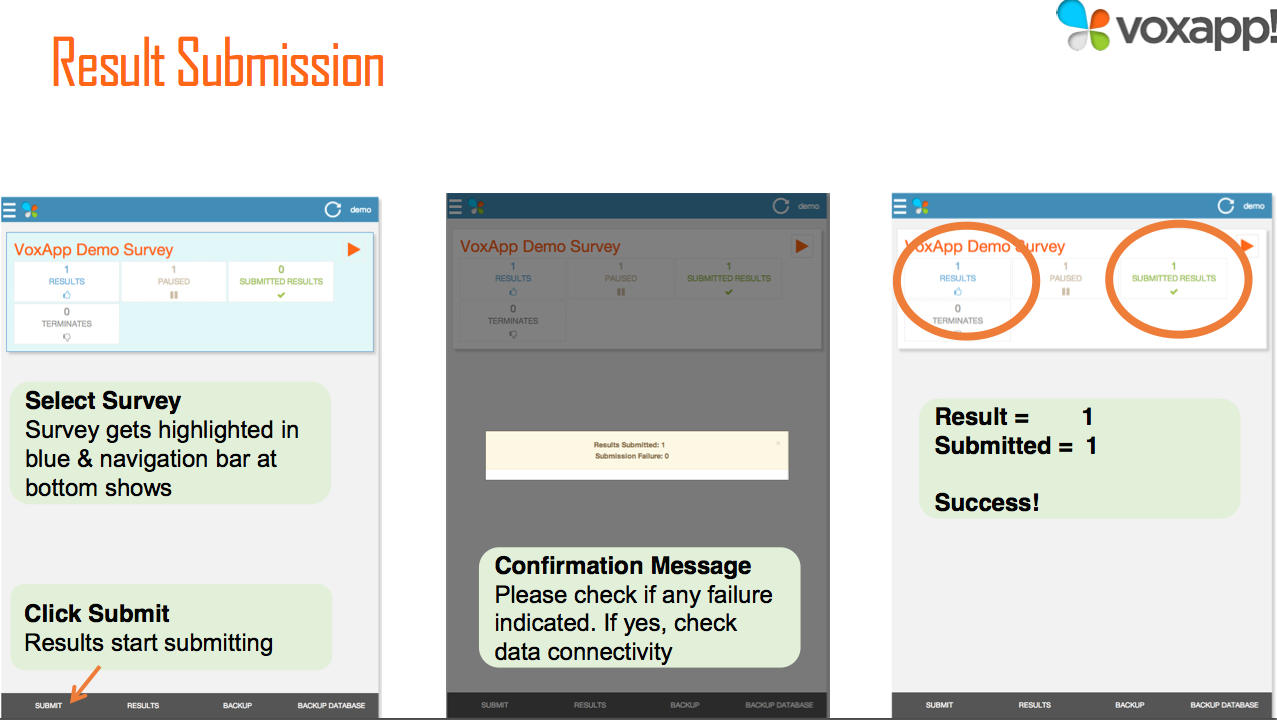 Result Submission
voxapp!
demo
VoxApp Demo Survey
1
RESULTS
1
PAUSED
0
SUBMITTED RESULTS
0
TERMINATES
Select Survey
Survey gets highlighted in
blue & navigation bar at
bottom shows
Click Submit
Results start submitting
SUBMIT RESULTS BACKUP BACKUP DATABASE
demo
VoxApp Demo Survey
1
RESULTS
1
PAUSED
1
SUBMITTED RESULTS
0
TERMINATES
Results Submitted: 1
Submission Failure: 0
×
Confirmation Message
Please check if any failure
indicated. If yes, check
data connectivity
SUBMIT RESULTS BACKUP BACKUP DATABASE
demo
VoxApp Demo Survey
1
RESULTS
1
PAUSED
1
SUBMITTED RESULTS
0
TERMINATES
Result = 1
Submitted = 1
Success!
SUBMIT RESULTS BACKUP BACKUP DATABASE